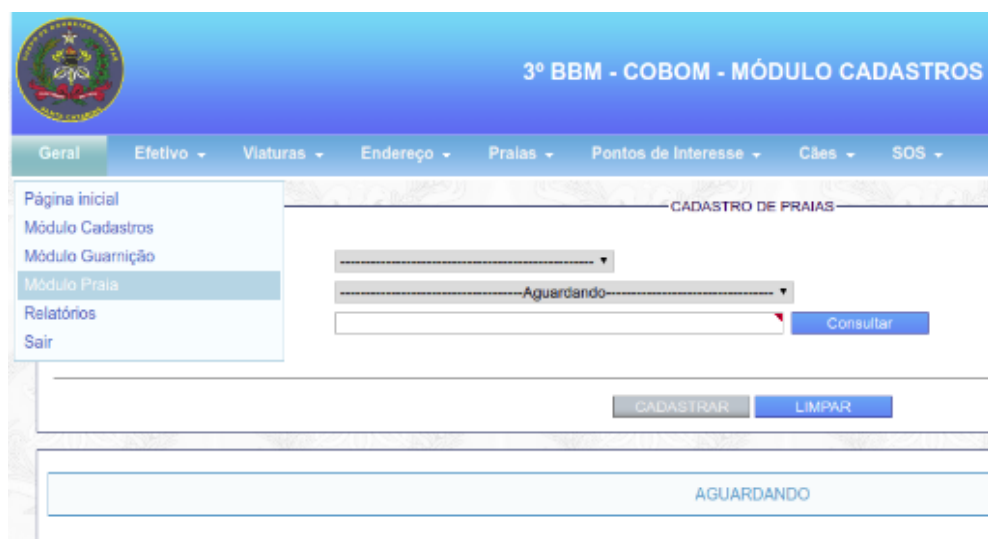 3º BBM - COBOM - MÓDULO CADASTROS
Geral Efetivo Viaturas Endereço Praias Pontos de Interesse Cães SOS
Página inicial
CADASTRO DE PRAIAS
Módulo Cadastros
Módulo Guarnição
Módulo Praia
Aguardando
Relatórios
Consultar
Sair
CADASTRAR LIMPAR
AGUARDANDO